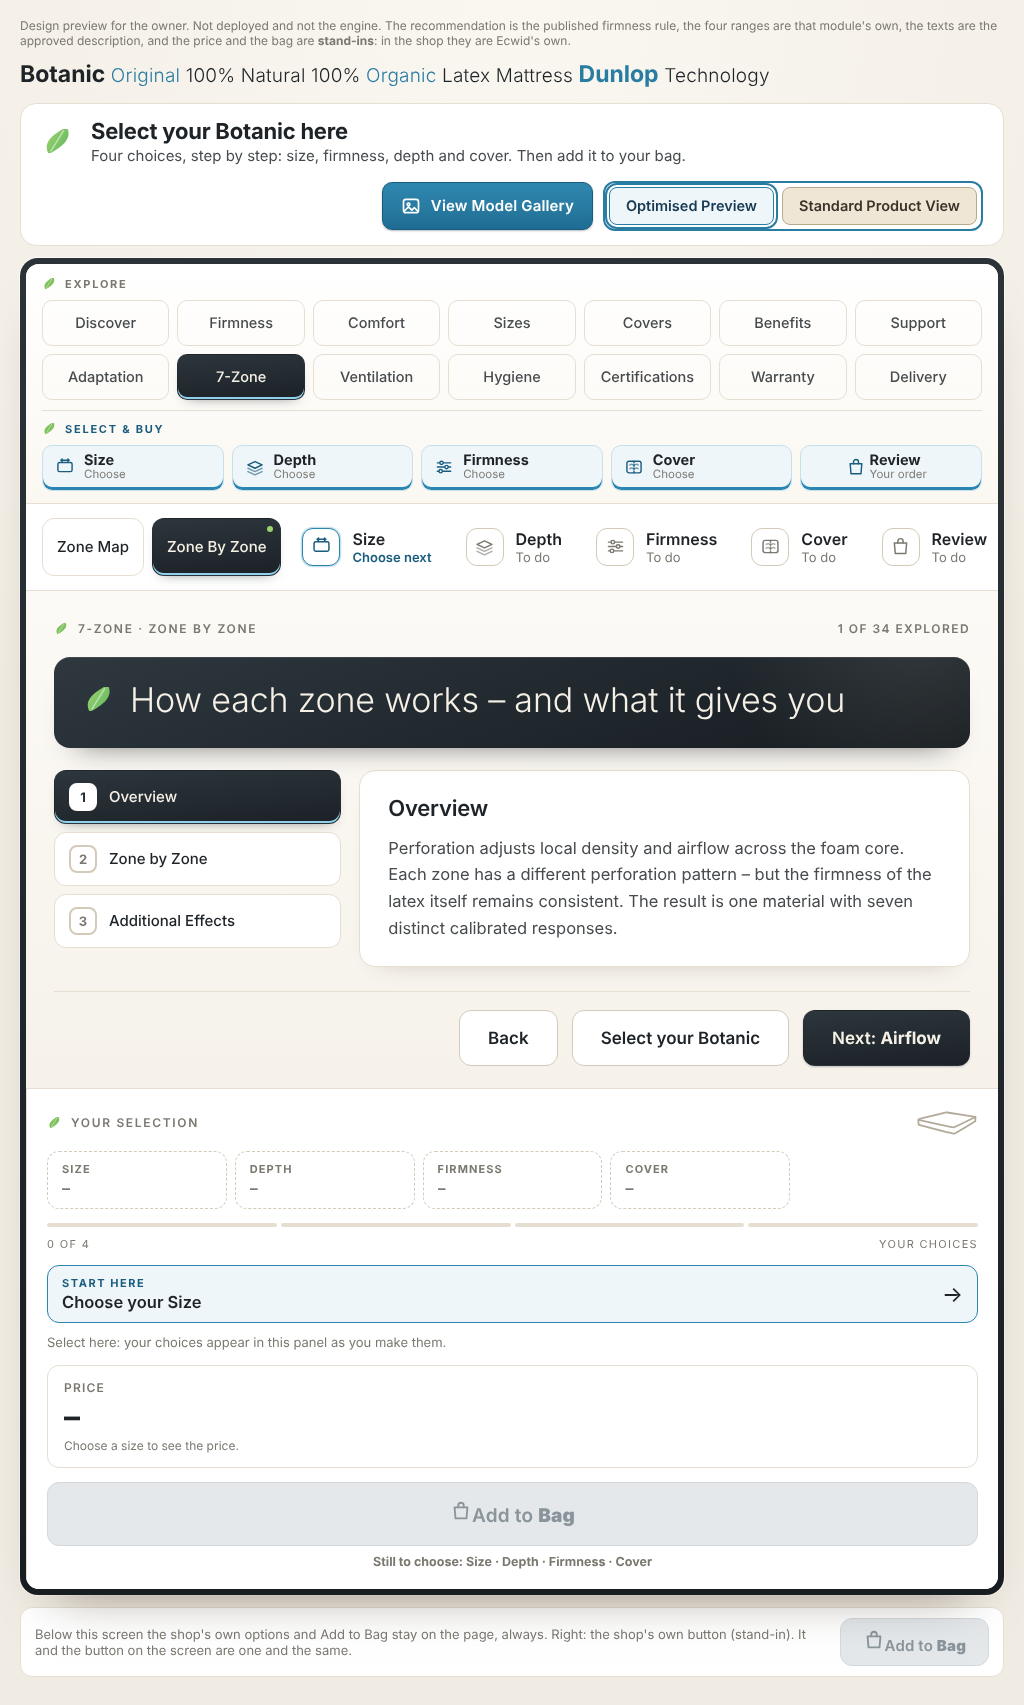 Design preview for the owner. Not deployed and not the engine. The recommendation is the published firmness rule, the four ranges are that module's own, the texts are the
approved description, and the price and the bag are stand-ins: in the shop they are Ecwid's own.
Botanic Original 100% Natural 100% Organic Latex Mattress Dunlop Technology
Select your Botanic here
Four choices, step by step: size, firmness, depth and cover. Then add it to your bag.
View Model Gallery
Optimised Preview
Standard Product View
EXPLORE
Discover
Firmness
Comfort
Sizes
Covers
Benefits
Support
Adaptation
7-Zone
Ventilation
Hygiene
Certifications
Warranty
Delivery
SELECT & BUY
Size
Choose
Depth
Choose
Firmness
Choose
Cover
Choose
Review
Your order
Zone Map
Zone By Zone
Size
Choose next
Depth
To do
Firmness
To do
Cover
To do
Review
To do
7-ZONE · ZONE BY ZONE
1 OF 34 EXPLORED
How each zone works – and what it gives you
1 Overview
2 Zone by Zone
3 Additional Effects
Overview
Perforation adjusts local density and airflow across the foam core.
Each zone has a different perforation pattern – but the firmness of the
latex itself remains consistent. The result is one material with seven
distinct calibrated responses.
Back
Select your Botanic
Next: Airflow
YOUR SELECTION
SIZE
–
DEPTH
–
FIRMNESS
–
COVER
–
0 OF 4
YOUR CHOICES
START HERE
Choose your Size
Select here: your choices appear in this panel as you make them.
PRICE
–
Choose a size to see the price.
Add to Bag
Still to choose: Size · Depth · Firmness · Cover
Below this screen the shop's own options and Add to Bag stay on the page, always. Right: the shop's own button (stand-in). It
and the button on the screen are one and the same.
Add to Bag